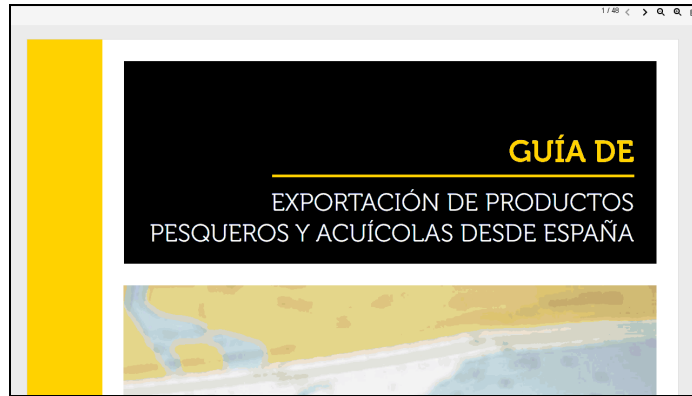 1 / 48
GUÍA DE
EXPORTACIÓN DE PRODUCTOS
PESQUEROS Y ACUÍCOLAS DESDE ESPAÑA